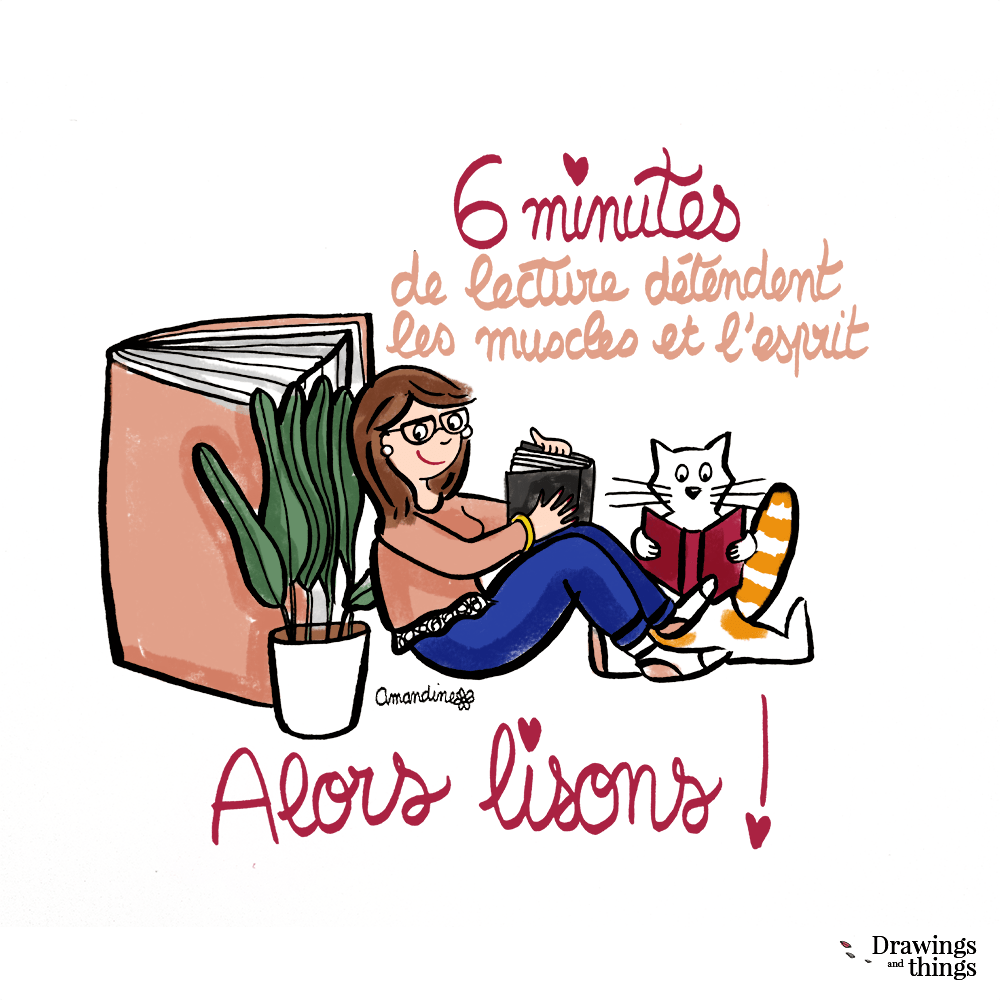 6 minutes
de lecture détendent
les muscles et l'esprit
Amandine
Alors lisons !
Drawings
and things